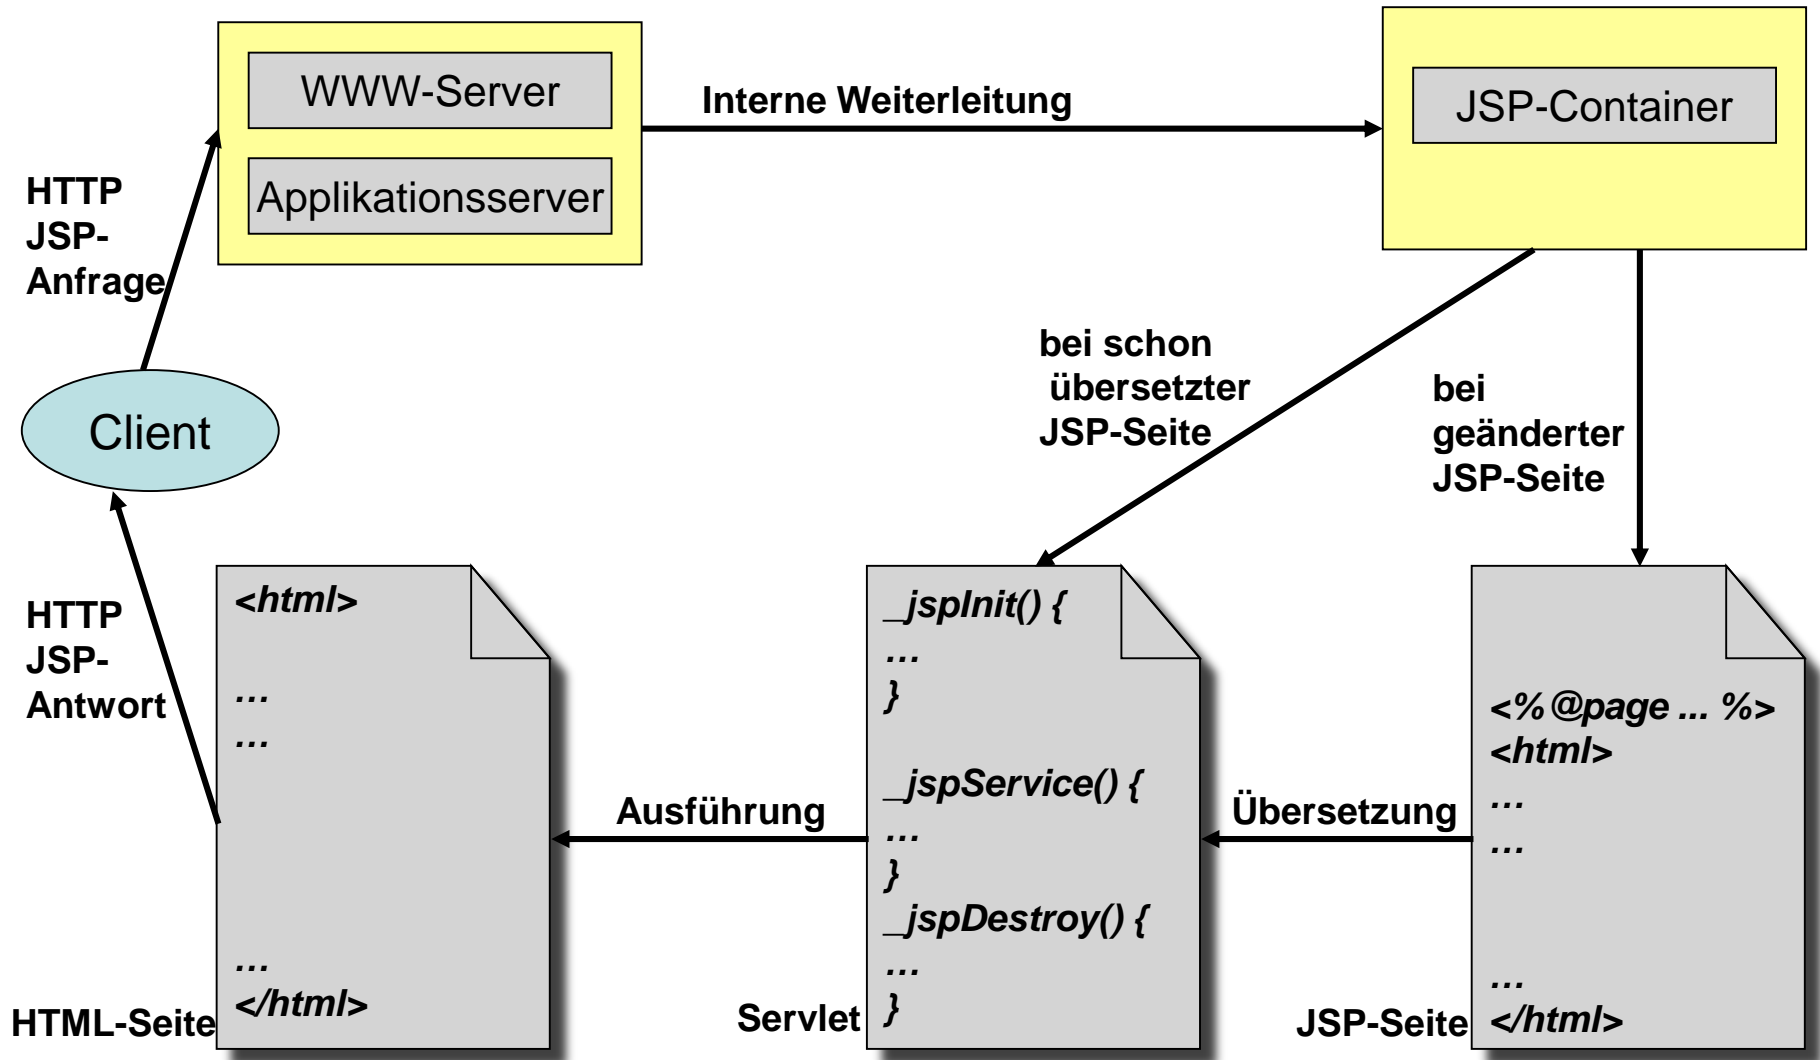 WWW-Server
Applikationsserver
Interne Weiterleitung
JSP-Container
HTTP
JSP-
Anfrage
Client
bei schon
übersetzter
JSP-Seite
bei
geänderter
JSP-Seite
HTTP
JSP-
Antwort
<html>
…
…
…
</html>
HTML-Seite
Ausführung
_jspInit() {
…
}
_jspService() {
…
}
_jspDestroy() {
…
}
Servlet
Übersetzung
<%@page ... %>
<html>
…
…
…
</html>
JSP-Seite